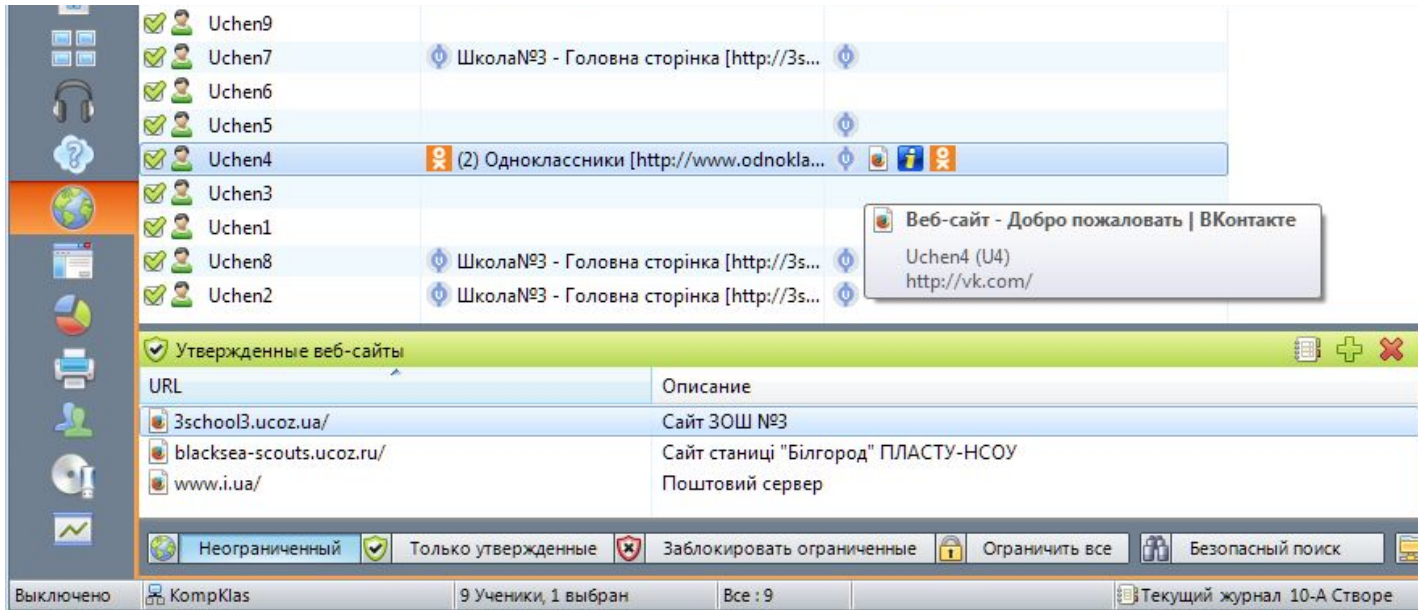 Uchen9
Uchen7 Школа№3 - Головна сторінка [http://3s...
Uchen6
Uchen5
Uchen4 (2) Одноклассники [http://www.odnokla...
Uchen3
Uchen1
Веб-сайт - Добро пожаловать | ВКонтакте
Uchen4 (U4)
http://vk.com/
Uchen8 Школа№3 - Головна сторінка [http://3s...
Uchen2 Школа№3 - Головна сторінка [http://3s...
Утвержденные веб-сайты
URL Описание
3school3.ucoz.ua/ Сайт ЗОШ №3
blacksea-scouts.ucoz.ru/ Сайт станиці "Білгород" ПЛАСТУ-НСОУ
www.i.ua/ Поштовий сервер
Неограниченный Только утвержденные Заблокировать ограниченные Ограничить все Безопасный поиск
Выключено KompKlas 9 Ученики, 1 выбран Все : 9 Текущий журнал 10-А Створе